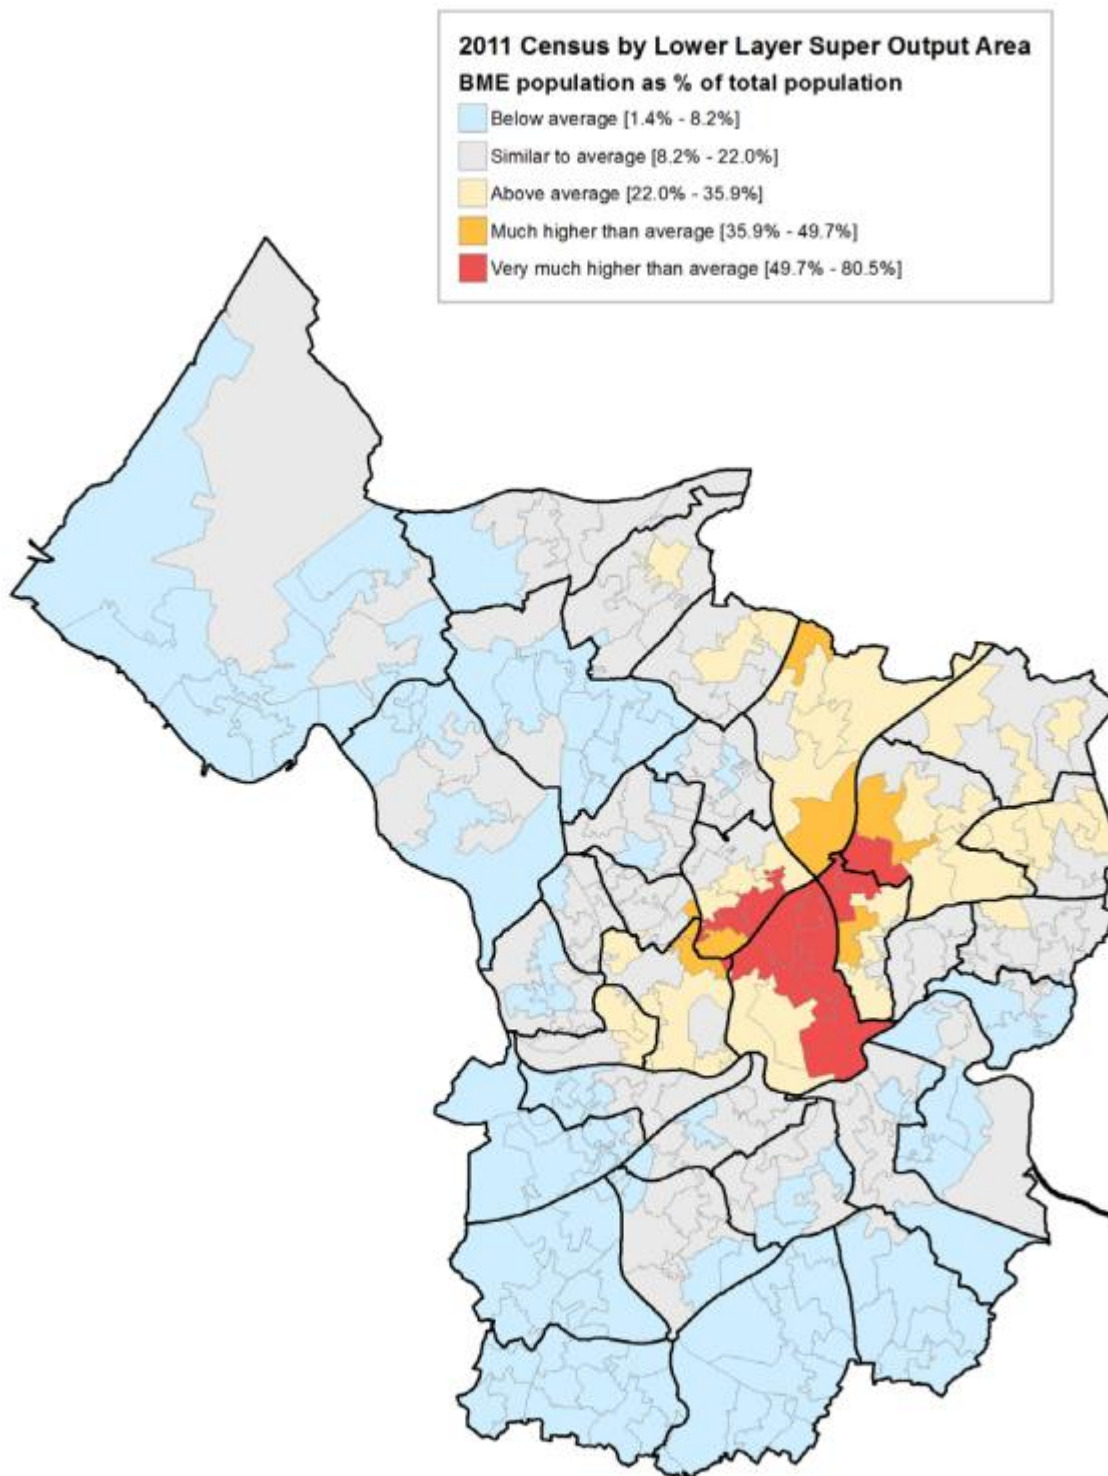 2011 Census by Lower Layer Super Output Area
BME population as % of total population
Below average [1.4% - 8.2%]
Similar to average [8.2% - 22.0%]
Above average [22.0% - 35.9%]
Much higher than average [35.9% - 49.7%]
Very much higher than average [49.7% - 80.5%]